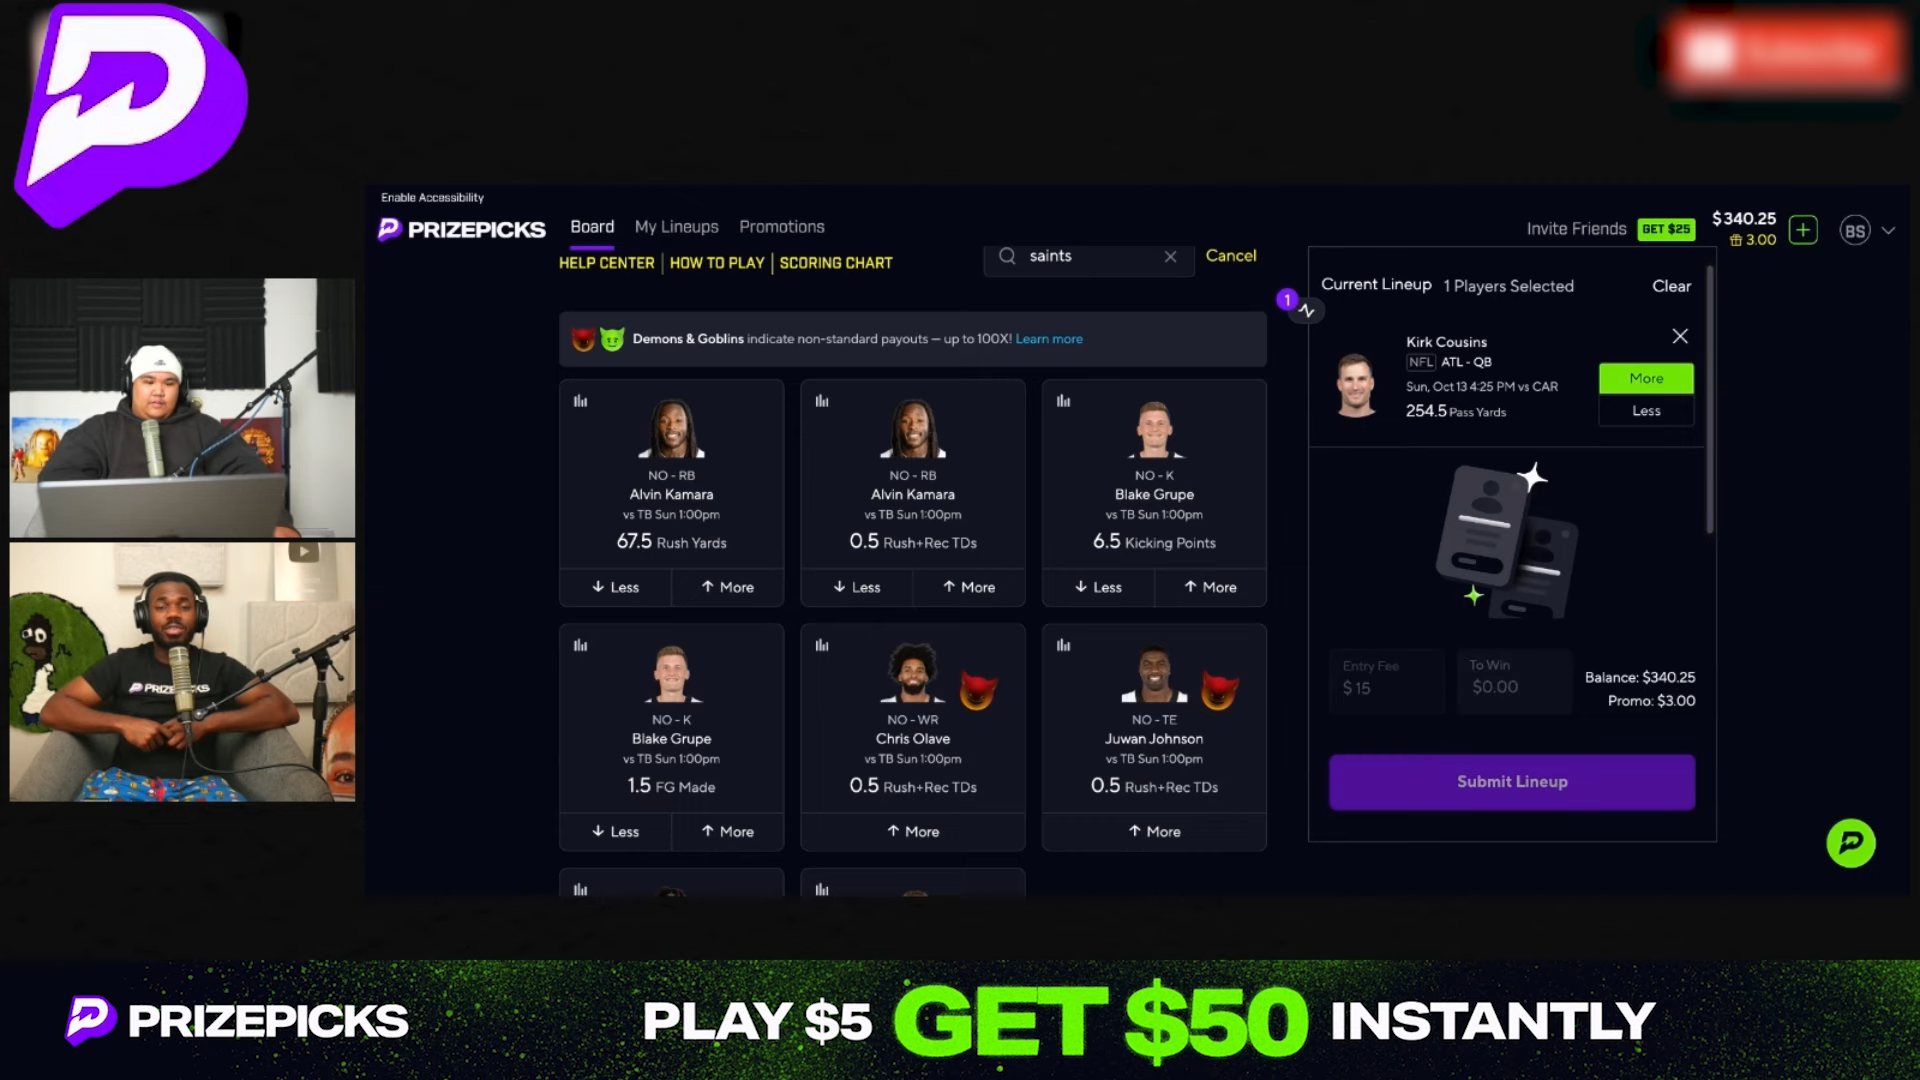 Enable Accessibility
PRIZEPICKS
Board
My Lineups
Promotions
Invite Friends
GET $25
$340.25
3.00
BS
HELP CENTER | HOW TO PLAY | SCORING CHART
saints
Cancel
Demons & Goblins indicate non-standard payouts — up to 100X! Learn more
NO - RB
Alvin Kamara
vs TB Sun 1:00pm
67.5 Rush Yards
Less
More
NO - RB
Alvin Kamara
vs TB Sun 1:00pm
0.5 Rush+Rec TDs
Less
More
NO - K
Blake Grupe
vs TB Sun 1:00pm
6.5 Kicking Points
Less
More
NO - K
Blake Grupe
vs TB Sun 1:00pm
1.5 FG Made
Less
More
NO - WR
Chris Olave
vs TB Sun 1:00pm
0.5 Rush+Rec TDs
More
NO - TE
Juwan Johnson
vs TB Sun 1:00pm
0.5 Rush+Rec TDs
More
1
Current Lineup
1 Players Selected
Clear
Kirk Cousins
NFL ATL - QB
Sun, Oct 13 4:25 PM vs CAR
254.5 Pass Yards
More
Less
Entry Fee
$ 15
To Win
$0.00
Balance: $340.25
Promo: $3.00
Submit Lineup
PRIZEPICKS
PRIZEPICKS
PLAY $5 GET $50 INSTANTLY